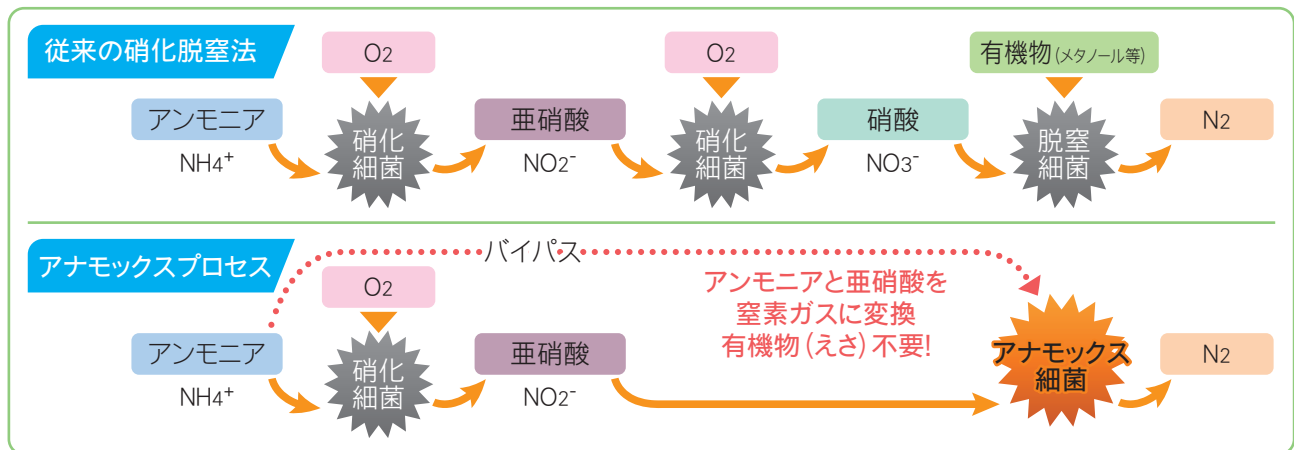 従来の硝化脱窒法
O2
O2
有機物(メタノール等)
アンモニア
硝化
細菌
亜硝酸
硝化
細菌
硝酸
脱窒
細菌
N2
NH4+
NO2-
NO3-
アナモックスプロセス
バイパス
O2
アンモニアと亜硝酸を
窒素ガスに変換
有機物(えさ)不要!
アンモニア
硝化
細菌
亜硝酸
アナモックス
細菌
N2
NH4+
NO2-